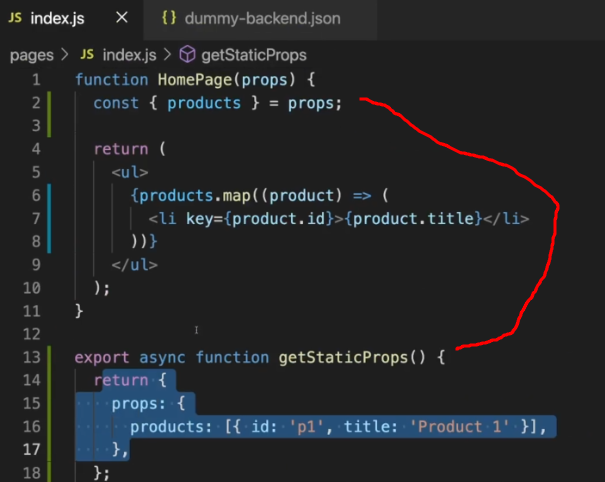 JS index.js ×
{} dummy-backend.json
pages > JS index.js > getStaticProps
1 function HomePage(props) {
2 const { products } = props;
3
4 return (
5 <ul>
6 {products.map((product) => (
7 <li key={product.id}>{product.title}</li>
8 ))}
9 </ul>
10 );
11 }
12
13 export async function getStaticProps() {
14 return {
15 props: {
16 products: [{ id: 'p1', title: 'Product 1' }],
17 },
18 };